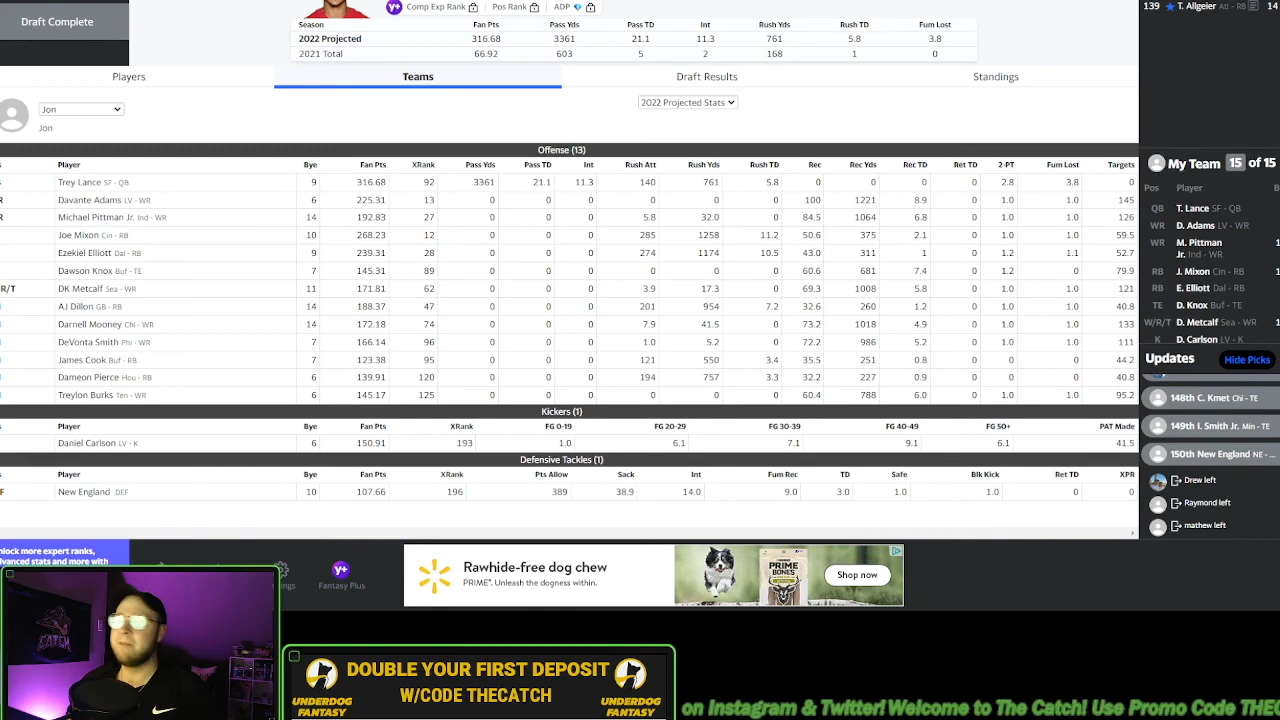 Draft Complete
Comp Exp Rank Pos Rank ADP
Season Fan Pts Pass Yds Pass TD Int Rush Yds Rush TD Fum Lost
2022 Projected 316.68 3361 21.1 11.3 761 5.8 3.8
2021 Total 66.92 603 5 2 168 1 0
139 T. Allgeier Atl - RB 14
Players Teams Draft Results Standings
Jon
2022 Projected Stats
Jon
Offense (13)
Player Bye Fan Pts XRank Pass Yds Pass TD Int Rush Att Rush Yds Rush TD Rec Rec Yds Rec TD Ret TD 2-PT Fum Lost Targets
Trey Lance SF - QB 9 316.68 92 3361 21.1 11.3 140 761 5.8 0 0 0 0 2.8 3.8 0
Davante Adams LV - WR 6 225.31 13 0 0 0 0 0 0 100 1221 8.9 0 1.0 1.0 145
Michael Pittman Jr. Ind - WR 14 192.83 27 0 0 0 5.8 32.0 0 84.5 1064 6.8 0 1.0 1.0 126
Joe Mixon Cin - RB 10 268.23 12 0 0 0 285 1258 11.2 50.6 375 2.1 0 1.0 1.0 59.5
Ezekiel Elliott Dal - RB 9 239.31 28 0 0 0 274 1174 10.5 43.0 311 1 0 1.2 1.1 52.7
Dawson Knox Buf - TE 7 145.31 89 0 0 0 0 0 0 60.6 681 7.4 0 1.2 1.0 79.9
/R/T DK Metcalf Sea - WR 11 171.81 62 0 0 0 3.9 17.3 0 69.3 1008 5.8 0 1.0 1.0 121
AJ Dillon GB - RB 14 188.37 47 0 0 0 201 954 7.2 32.6 260 1.2 0 1.0 1.0 40.8
Darnell Mooney Chi - WR 14 172.18 74 0 0 0 7.9 41.5 0 73.2 1018 4.9 0 1.0 1.0 133
DeVonta Smith Phi - WR 7 166.14 96 0 0 0 1.0 5.2 0 72.2 986 5.2 0 1.0 1.0 111
James Cook Buf - RB 7 123.38 95 0 0 0 121 550 3.4 35.5 251 0.8 0 0 0 44.2
Dameon Pierce Hou - RB 6 139.91 120 0 0 0 194 757 3.3 32.2 227 0.9 0 1.0 1.0 40.8
Treylon Burks Ten - WR 6 145.17 125 0 0 0 0 0 0 60.4 788 6.0 0 1.0 1.0 95.2
Kickers (1)
Player Bye Fan Pts XRank FG 0-19 FG 20-29 FG 30-39 FG 40-49 FG 50+ PAT Made
Daniel Carlson LV - K 6 150.91 193 1.0 6.1 7.1 9.1 6.1 41.5
Defensive Tackles (1)
Player Bye Fan Pts XRank Pts Allow Sack Int Fum Rec TD Safe Blk Kick Ret TD XPR
New England DEF 10 107.66 196 389 38.9 14.0 9.0 3.0 1.0 1.0 0 0
My Team 15 of 15
Pos Player
QB T. Lance SF - QB
WR D. Adams LV - WR
WR M. Pittman
Jr. Ind - WR
RB J. Mixon Cin - RB
RB E. Elliott Dal - RB
TE D. Knox Buf - TE
W/R/T D. Metcalf Sea - WR
K D. Carlson LV - K
Updates Hide Picks
148th C. Kmet Chi - TE
149th I. Smith Jr. Min - TE
150th New England NE - ...
Drew left
Raymond left
mathew left
nlock more expert ranks,
dvanced stats and more with
ngs
Fantasy Plus
Rawhide-free dog chew
PRIME™. Unleash the dogness within.
PRIME BONES
Shop now
CATCH
DOUBLE YOUR FIRST DEPOSIT
W/CODE THECATCH
UNDERDOG FANTASY
UNDERDOG FANTASY
on Instagram & Twitter! Welcome to The Catch! Use Promo Code THE